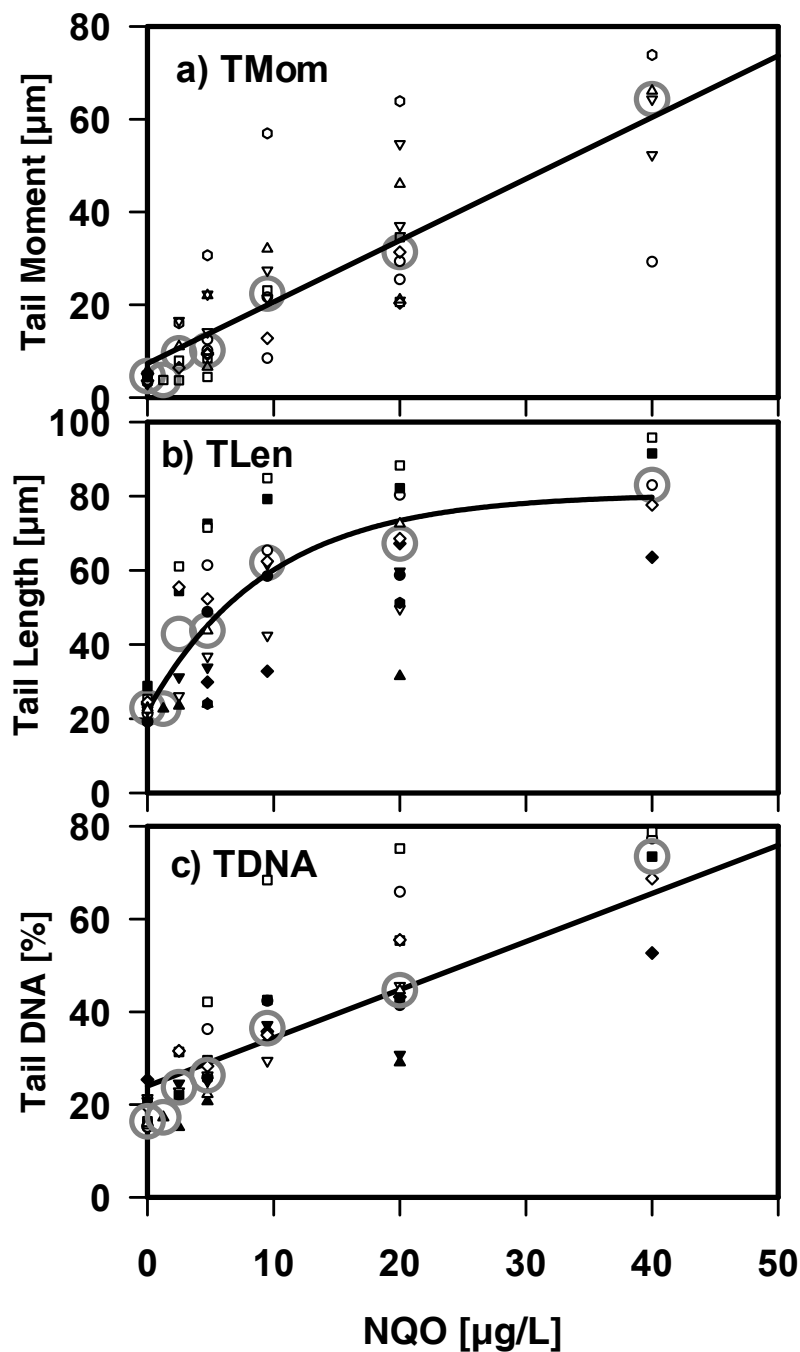 80
60
40
20
0
Tail Moment [µm]
a) TMom
100
80
60
40
20
0
Tail Length [µm]
b) TLen
80
60
40
20
0
Tail DNA [%]
c) TDNA
0 10 20 30 40 50
NQO [µg/L]